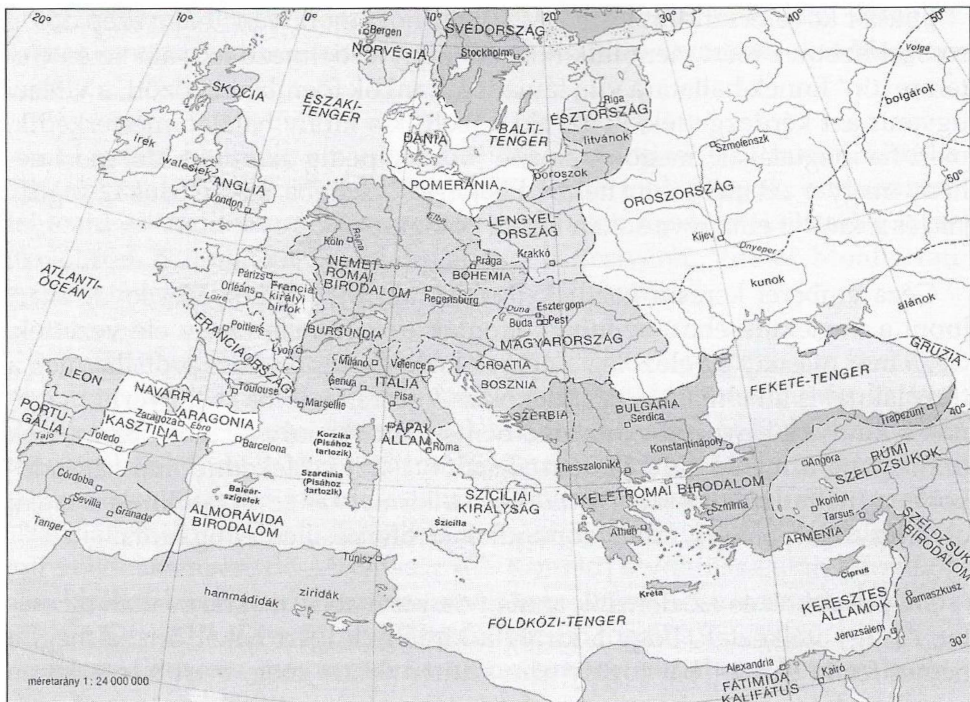 20°
10°
0°
10°
20°
30°
40°
50°
Bergen
NORVÉGIA
SVÉDORSZÁG
Stockholm
Volga
bolgárok
SKÓCIA
ÉSZAKI-
TENGER
Riga
ÉSZTORSZÁG
DÁNIA
BALTI-
TENGER
litvánok
Szmolenszk
írek
walesiek
ANGLIA
London
poroszok
50°
POMERÁNIA
OROSZORSZÁG
Elba
LENGYEL-
ORSZÁG
Köln
Rajna
NÉMET-
RÓMAI
BIRODALOM
Prága
Krakkó
BOHEMIA
Kijev
Dnyeper
50°
Párizs
Orléans
Francia
királyi
birtok
Regensburg
kunok
ATLANTI-
ÓCEÁN
Loire
Duna
Esztergom
Buda
Pest
alánok
Poitiers
BURGUNDIA
MAGYARORSZÁG
FRANCIAORSZÁG
Lyon
Milánó
Velence
CROATIA
GRÚZIA
LEON
NAVARRA
Toulouse
Genua
ITÁLIA
BOSZNIA
FEKETE-TENGER
Marseille
Pisa
SZERBIA
BULGÁRIA
PORTU-
GÁLIA
ARAGONIA
Zaragoza
Ebro
KASZTÍLIA
PÁPAI
ÁLLAM
Serdica
Trapezunt
40°
40°
Tajo
Toledo
Barcelona
Korzika
(Pisához
tartozik)
Róma
Konstantinápoly
RÚMI
SZELDZSUKOK
Thesszaloniké
Angora
Córdoba
Baleár-
szigetek
Szardínia
(Pisához
tartozik)
SZICÍLIAI
KIRÁLYSÁG
KELETRÓMAI BIRODALOM
Ikonion
Sevilla
Granada
ALMORÁVIDA
BIRODALOM
Szmirna
Tarsus
SZELDZSUK
BIRODALOM
Tanger
Szicília
Athén
ARMENIA
Tunisz
Ciprus
hammádidák
ziridák
Kréta
KERESZTES
ÁLLAMOK
Damaszkusz
FÖLDKÖZI-TENGER
Jeruzsálem
30°
Alexandria
Kairó
FÁTIMIDA
KALIFÁTUS
méretarány 1 : 24 000 000